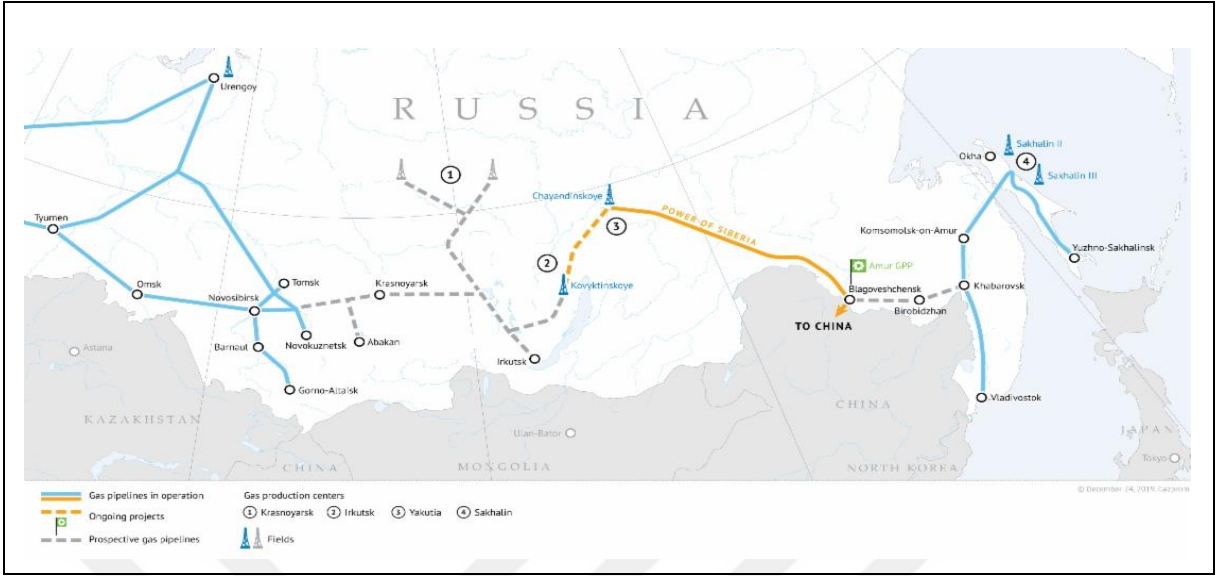 Urengoy
RUSSIA
Okha
Sakhalin II
4
Sakhalin III
1
Chayandinskoye
3
POWER OF SIBERIA
Tyumen
Komsomolsk-on-Amur
Yuzhno-Sakhalinsk
2
Kovyktinskoye
Amur GPP
Omsk
Tomsk
Krasnoyarsk
Blagoveshchensk
Khabarovsk
Novosibirsk
Birobidzhan
TO CHINA
Astana
Barnaul
Novokuznetsk
Abakan
Irkutsk
Gorno-Altaisk
Vladivostok
CHINA
KAZAKHSTAN
Ulan-Bator
JAPAN
CHINA
MONGOLIA
NORTH KOREA
Tokyo
© December 24, 2019, Gazprom
Gas pipelines in operation
Ongoing projects
Prospective gas pipelines
Gas production centers
1 Krasnoyarsk 2 Irkutsk 3 Yakutia 4 Sakhalin
Fields